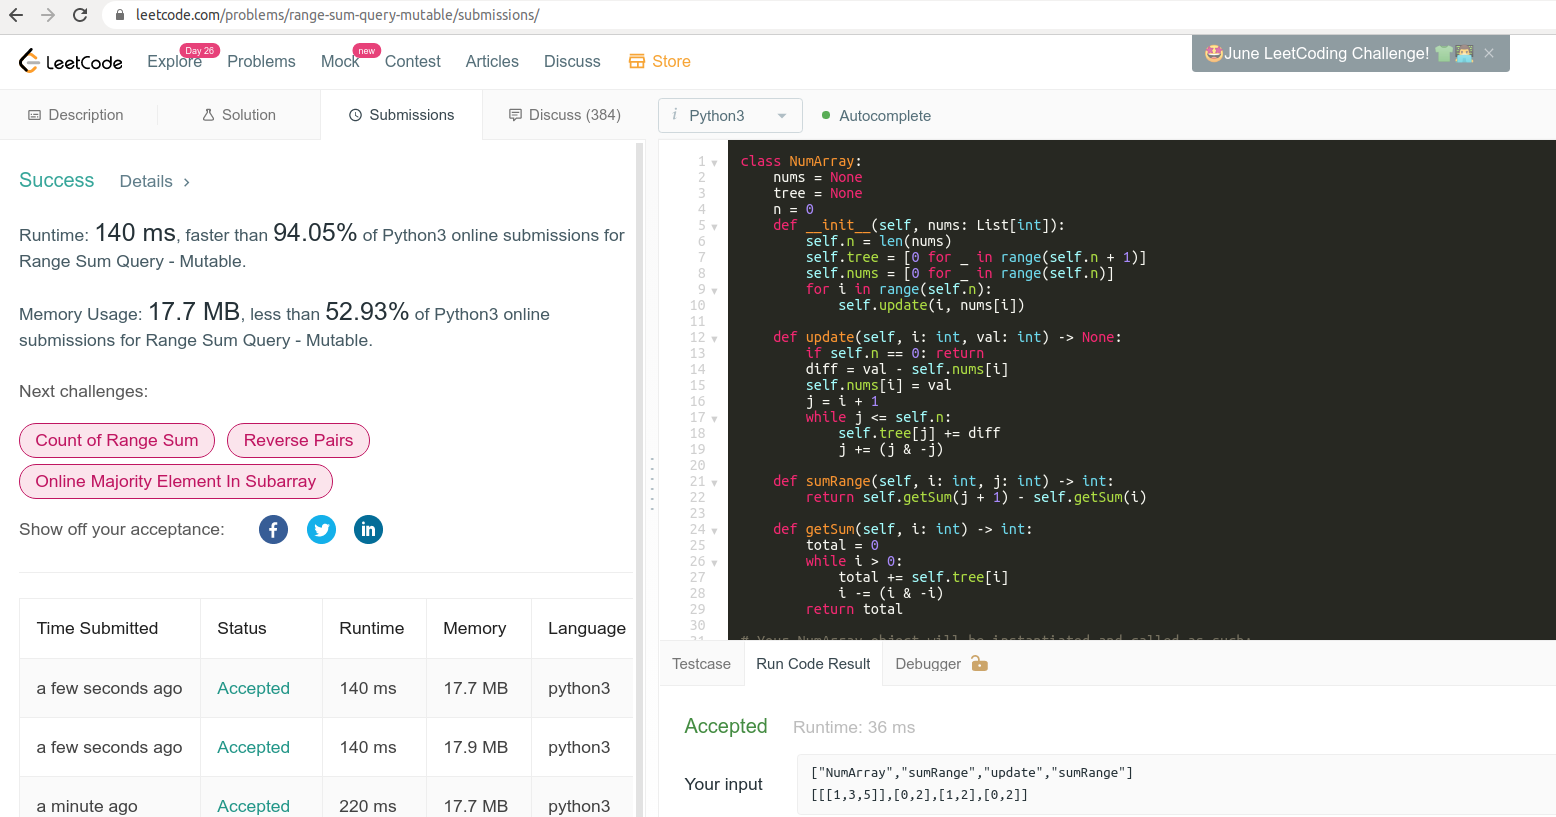 leetcode.com/problems/range-sum-query-mutable/submissions/
LeetCode Explore Day 26 Problems Mock new Contest Articles Discuss Store
🤩June LeetCoding Challenge!👕👨‍💻 ×
Description Solution Submissions Discuss (384)
i Python3 Autocomplete
Success Details ›
Runtime: 140 ms, faster than 94.05% of Python3 online submissions for
Range Sum Query - Mutable.
Memory Usage: 17.7 MB, less than 52.93% of Python3 online
submissions for Range Sum Query - Mutable.
Next challenges:
Count of Range Sum Reverse Pairs
Online Majority Element In Subarray
Show off your acceptance:
Time Submitted Status Runtime Memory Language
a few seconds ago Accepted 140 ms 17.7 MB python3
a few seconds ago Accepted 140 ms 17.9 MB python3
a minute ago Accepted 220 ms 17.7 MB python3
1 class NumArray:
2     nums = None
3     tree = None
4     n = 0
5     def __init__(self, nums: List[int]):
6         self.n = len(nums)
7         self.tree = [0 for _ in range(self.n + 1)]
8         self.nums = [0 for _ in range(self.n)]
9         for i in range(self.n):
10             self.update(i, nums[i])
11
12     def update(self, i: int, val: int) -> None:
13         if self.n == 0: return
14         diff = val - self.nums[i]
15         self.nums[i] = val
16         j = i + 1
17         while j <= self.n:
18             self.tree[j] += diff
19             j += (j & -j)
20
21     def sumRange(self, i: int, j: int) -> int:
22         return self.getSum(j + 1) - self.getSum(i)
23
24     def getSum(self, i: int) -> int:
25         total = 0
26         while i > 0:
27             total += self.tree[i]
28             i -= (i & -i)
29         return total
30
31 # Your NumArray object will be instantiated and called as such:
Testcase Run Code Result Debugger
Accepted Runtime: 36 ms
Your input
["NumArray","sumRange","update","sumRange"]
[[[1,3,5]],[0,2],[1,2],[0,2]]